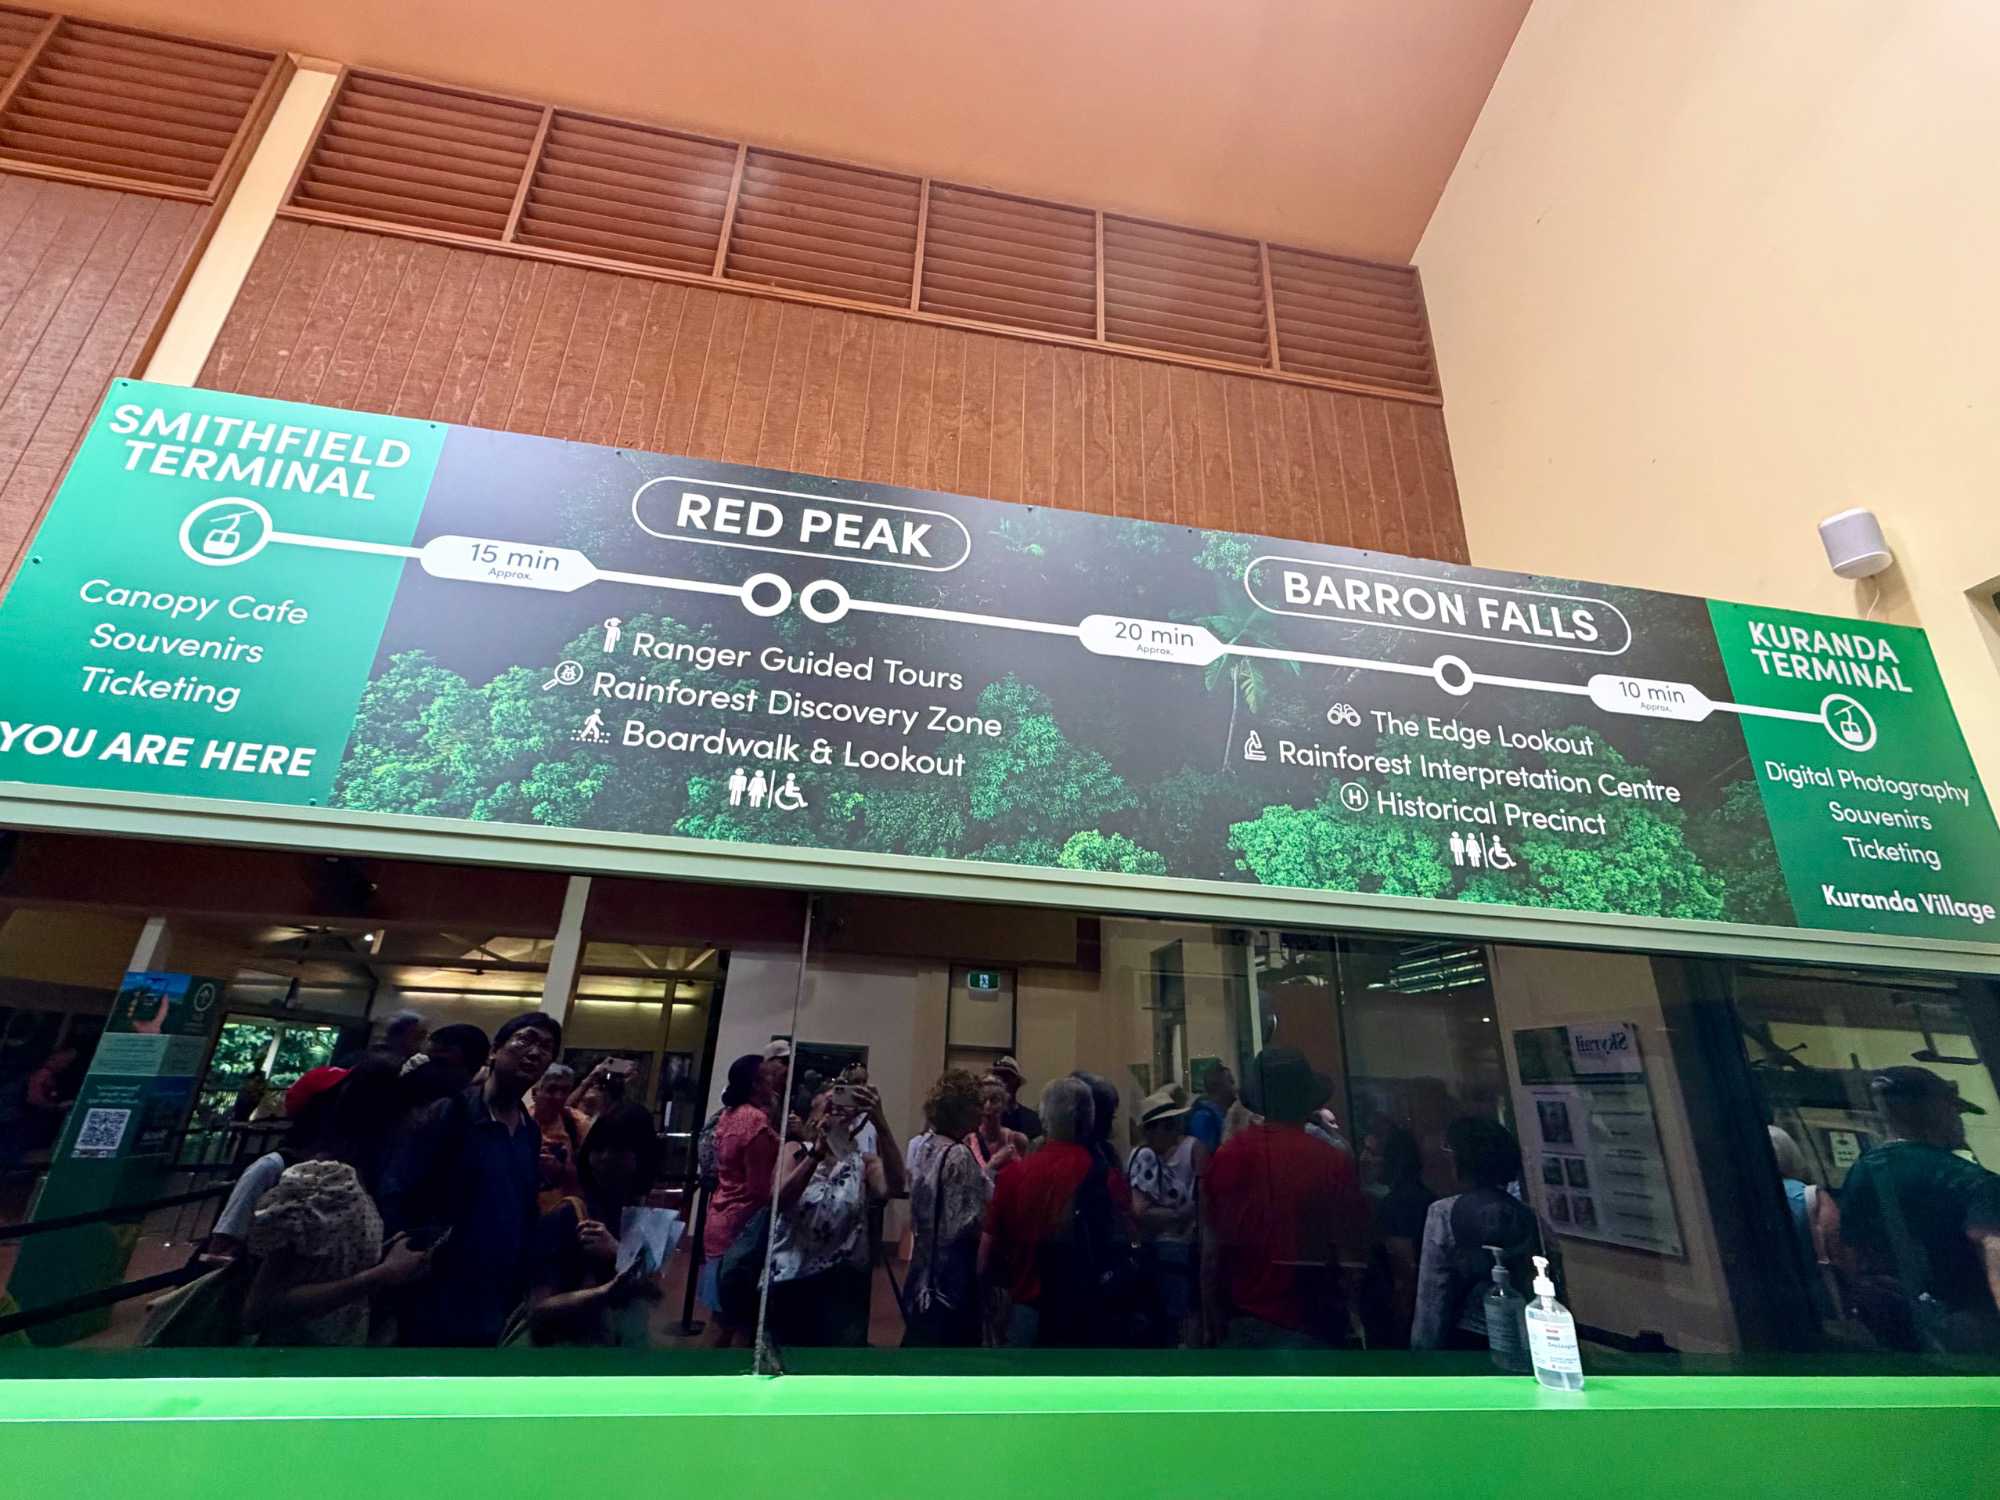 SMITHFIELD
TERMINAL
Canopy Cafe
Souvenirs
Ticketing
YOU ARE HERE
15 min
Approx.
RED PEAK
Ranger Guided Tours
Rainforest Discovery Zone
Boardwalk & Lookout
20 min
Approx.
BARRON FALLS
The Edge Lookout
Rainforest Interpretation Centre
H Historical Precinct
10 min
Approx.
KURANDA
TERMINAL
Digital Photography
Souvenirs
Ticketing
Kuranda Village
Skyrail